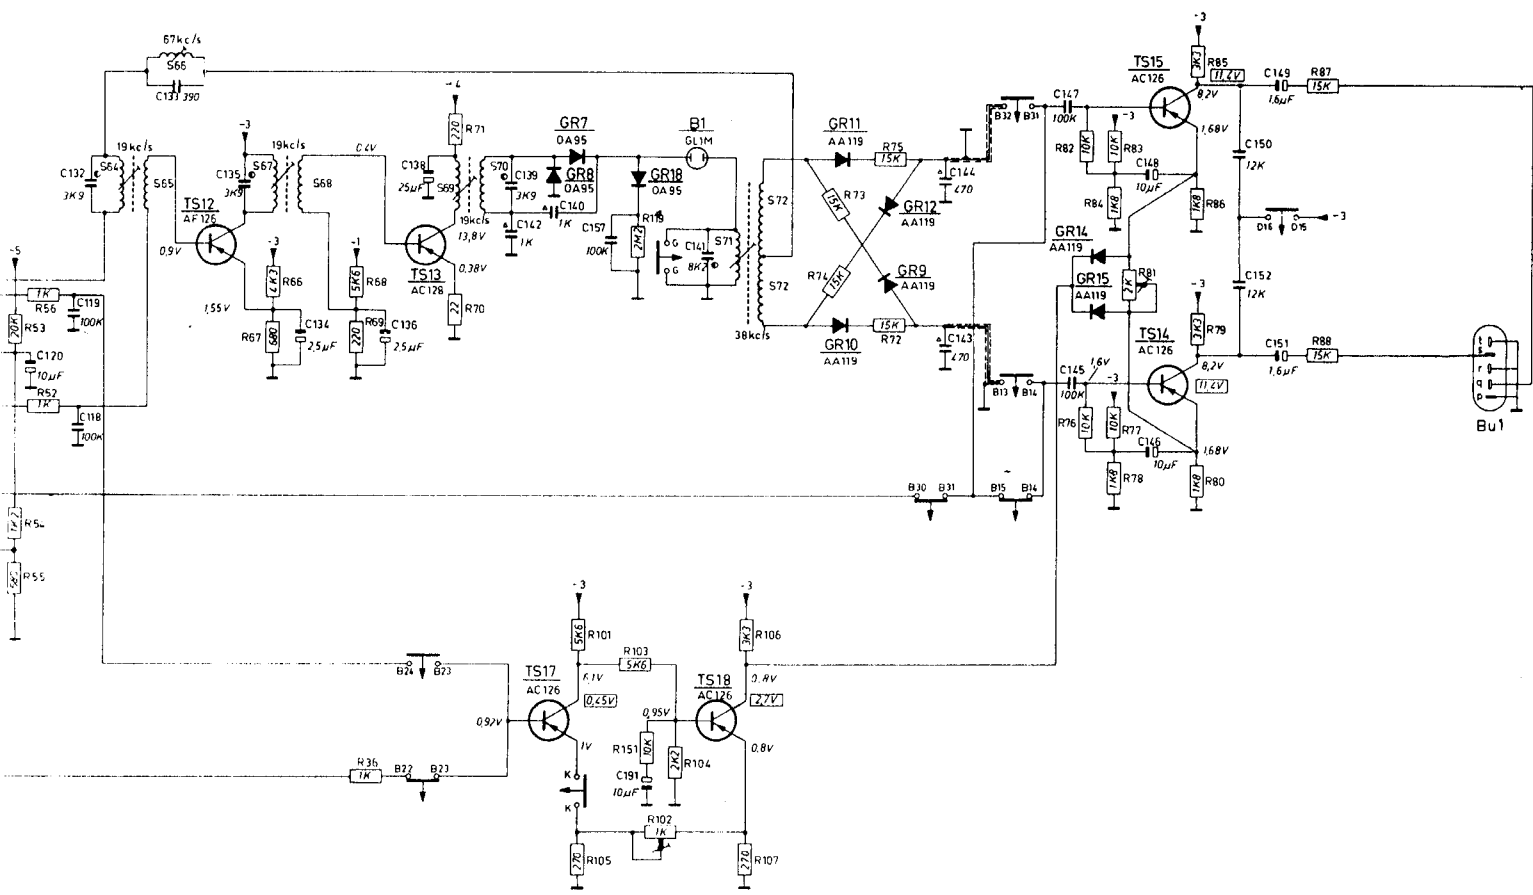 67kc/s
S66
C133 390
-3
TS15
AC126
3K3
R85
11,4V
8,2V
C149
1,6µF
R87
15K
-4
220
R71
GR7
OA95
B1
GL1M
GR11
AA119
R75
15K
B32
B31
C147
100K
-3
10K
R82
10K
R83
1,68V
C148
10µF
C150
12K
19kc/s
S64
C132
3K9
S65
-3
S67
C135
3K9
19kc/s
S68
0,4V
C138
25µF
S69
S70
C139
3K9
GR8
OA95
GR18
OA95
C140
1K
C142
1K
19kc/s
13,8V
C157
100K
R119
2M2
G
G
C141
8K2
S71
S72
S72
38kc/s
R73
15K
GR12
AA119
C144
470
R84
1K8
R86
1K8
D16
D15
-3
TS12
AF126
0,9V
1,55V
-3
4K3
R66
-1
5K6
R68
TS13
AC128
0,38V
22
R70
R74
15K
GR9
AA119
GR14
AA119
GR15
AA119
R81
2K
C152
12K
-5
1K
R56
C119
100K
R53
20K
C120
10µF
R52
1K
C118
100K
R67
680
C134
2,5µF
R69
220
C136
2,5µF
GR10
AA119
15K
R72
C143
470
B13
B14
C145
100K
1,6V
-3
TS14
AC126
-3
3K3
R79
8,2V
11,4V
C151
1,6µF
R88
15K
t
s
r
q
p
Bu1
R76
10K
10K
R77
C146
10µF
1,68V
1K8
R78
1K8
R80
B30
B31
B15
B14
~
1K2
R54
R55
-3
5K6
R101
-3
3K3
R106
R103
5K6
B24
B23
TS17
AC126
0,45V
0,92V
1V
TS18
AC126
0,8V
2,7V
0,95V
0,8V
R151
10K
2K2
R104
C191
10µF
R36
1K
B22
B23
K
K
R102
1K
270
R105
270
R107